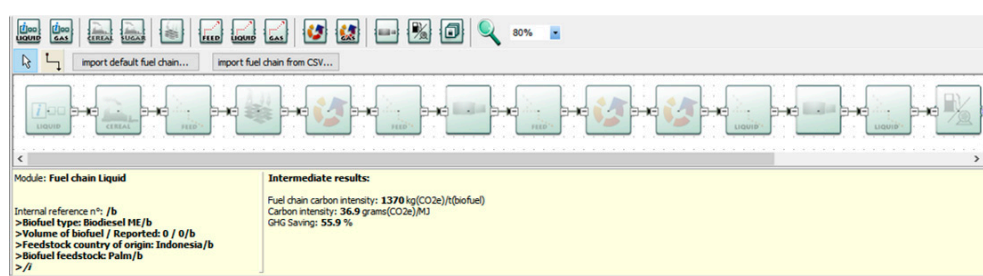 LIQUID GAS CEREAL SUGAR FEED LIQUID GAS GAS 80%
import default fuel chain... import fuel chain from CSV...
LIQUID CEREAL FEED FEED FEED LIQUID LIQUID
Module: Fuel chain Liquid
Internal reference n°: /b
>Biofuel type: Biodiesel ME/b
>Volume of biofuel / Reported: 0 / 0/b
>Feedstock country of origin: Indonesia/b
>Biofuel feedstock: Palm/b
>/i
Intermediate results:
Fuel chain carbon intensity: 1370 kg(CO2e)/t(biofuel)
Carbon intensity: 36.9 grams(CO2e)/MJ
GHG Saving: 55.9 %